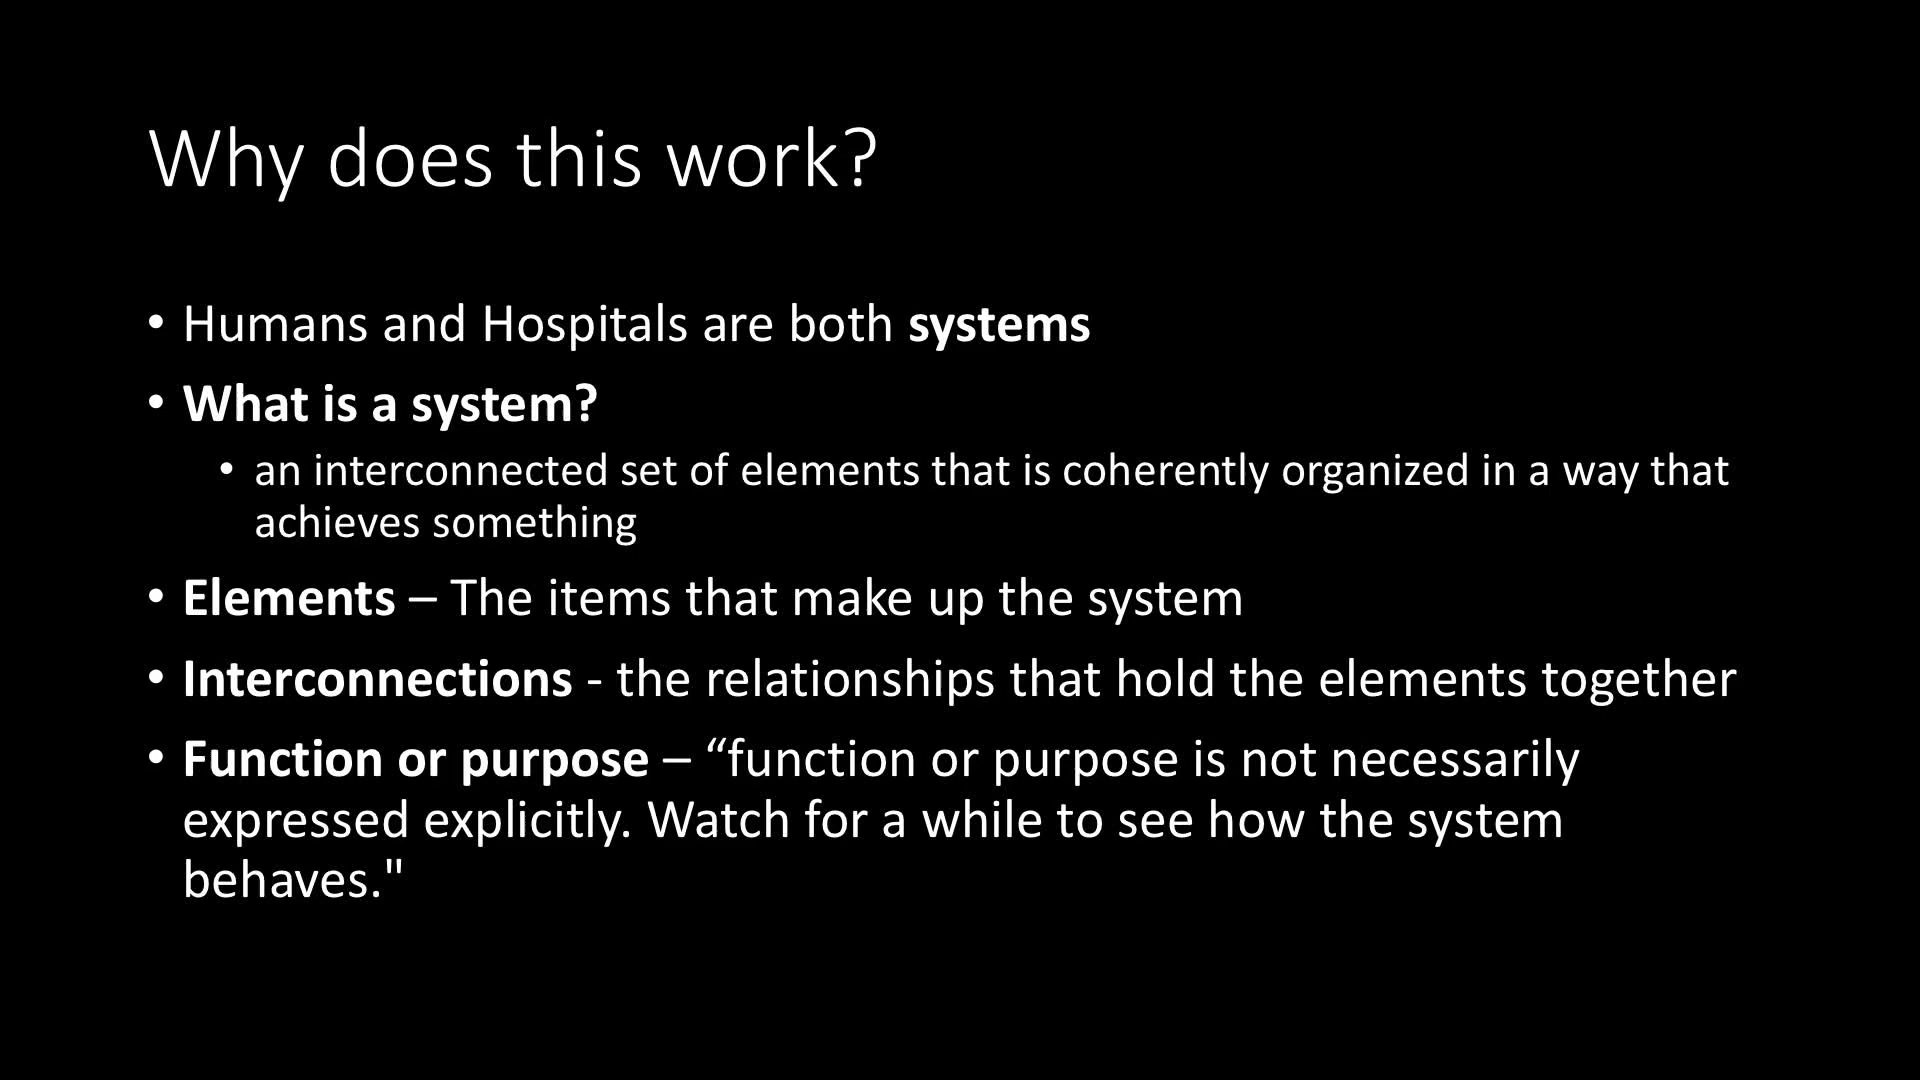 Why does this work?
• Humans and Hospitals are both systems
• What is a system?
• an interconnected set of elements that is coherently organized in a way that
achieves something
• Elements – The items that make up the system
• Interconnections - the relationships that hold the elements together
• Function or purpose – “function or purpose is not necessarily
expressed explicitly. Watch for a while to see how the system
behaves."